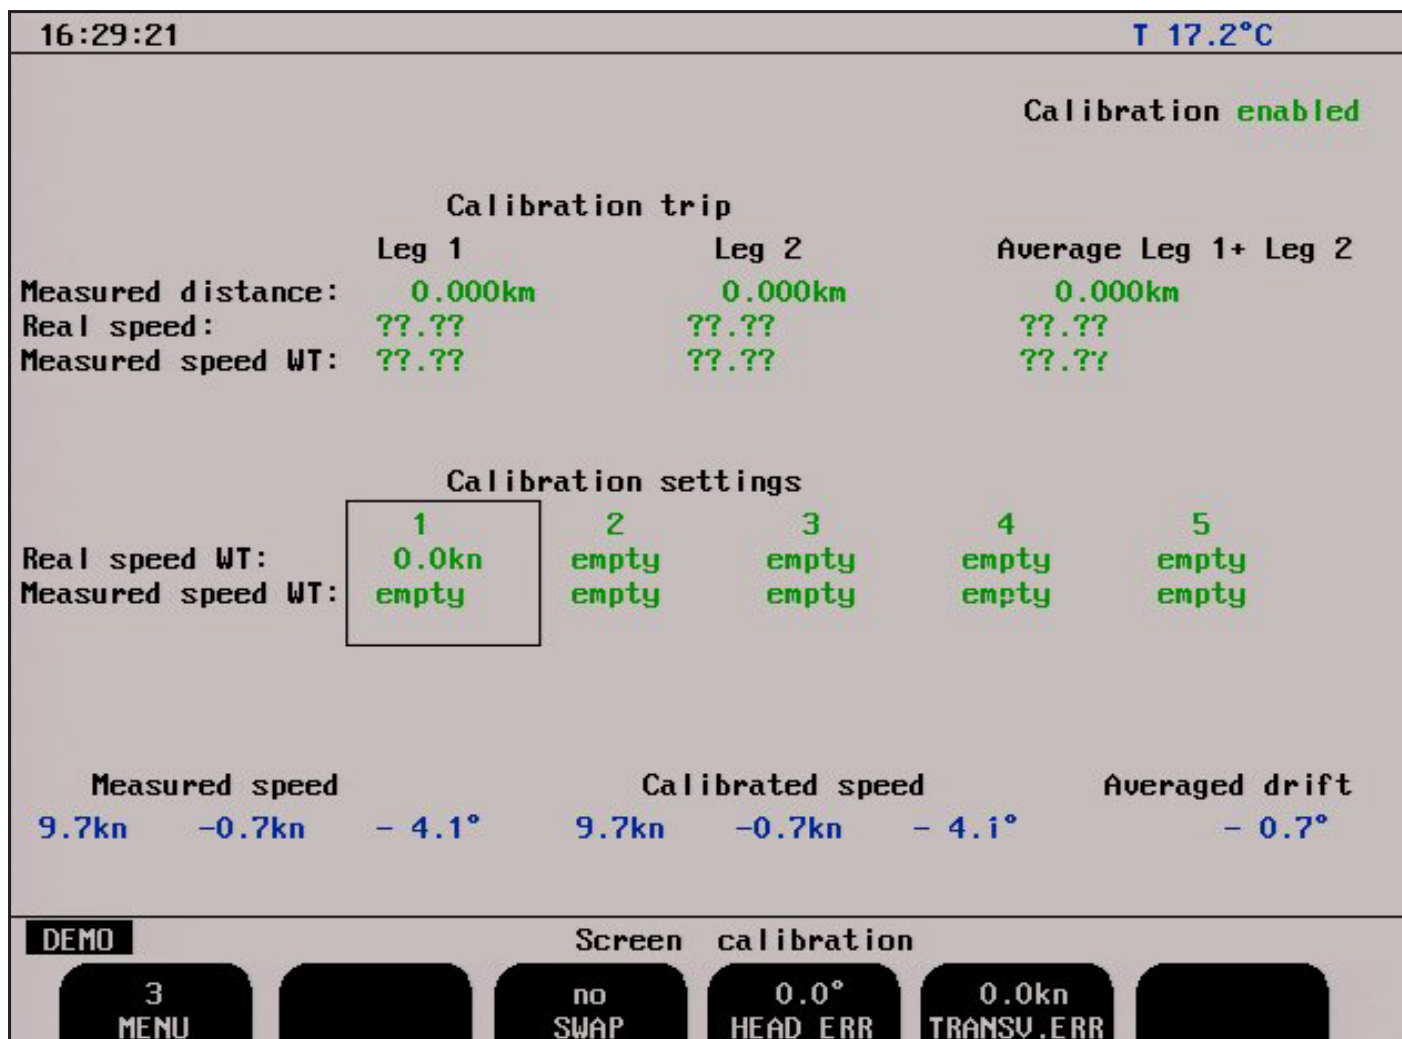 16:29:21 T 17.2°C
Calibration enabled
Calibration trip
Leg 1 Leg 2 Average Leg 1+ Leg 2
Measured distance: 0.000km 0.000km 0.000km
Real speed: ??.?? ??.?? ??.??
Measured speed WT: ??.?? ??.?? ??.??
Calibration settings
1 2 3 4 5
Real speed WT: 0.0kn empty empty empty empty
Measured speed WT: empty empty empty empty empty
Measured speed Calibrated speed Averaged drift
9.7kn -0.7kn - 4.1° 9.7kn -0.7kn - 4.1° - 0.7°
DEMO Screen calibration
3 no 0.0° 0.0kn
MENU SWAP HEAD ERR TRANSV.ERR